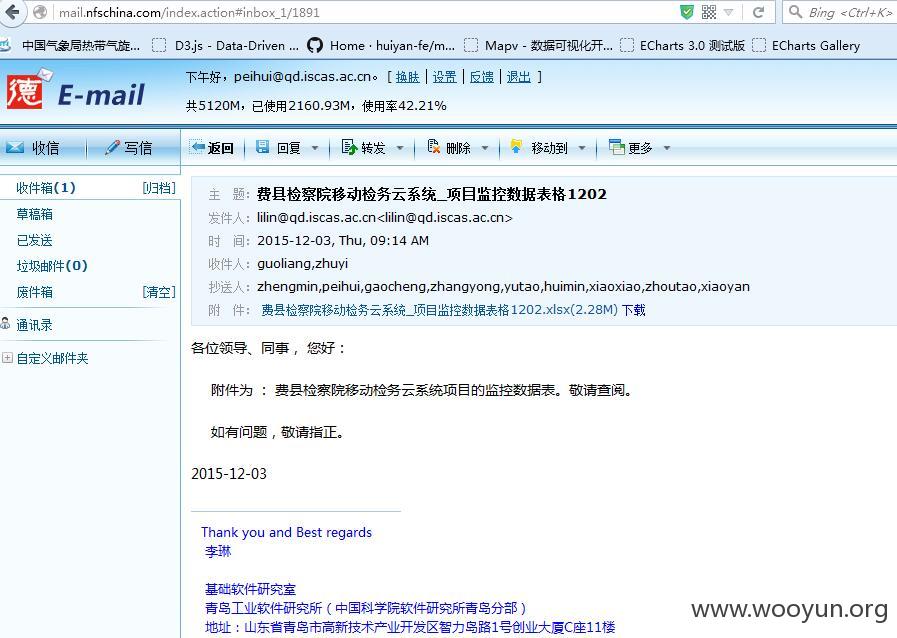 mail.nfschina.com/index.action#inbox_1/1891
Bing <Ctrl+K>
中国气象局热带气旋... D3.js - Data-Driven ... Home · huiyan-fe/m... Mapv - 数据可视化开... ECharts 3.0 测试版 ECharts Gallery
德 E-mail
下午好，peihui@qd.iscas.ac.cn。 [ 换肤 | 设置 | 反馈 | 退出 ]
共5120M，已使用2160.93M，使用率42.21%
收信 写信 返回 回复 转发 删除 移动到 更多
收件箱(1) [归档]
草稿箱
已发送
垃圾邮件(0)
废件箱 [清空]
通讯录
自定义邮件夹
主 题： 费县检察院移动检务云系统_项目监控数据表格1202
发件人： lilin@qd.iscas.ac.cn<lilin@qd.iscas.ac.cn>
时 间： 2015-12-03, Thu, 09:14 AM
收件人： guoliang,zhuyi
抄送人： zhengmin,peihui,gaocheng,zhangyong,yutao,huimin,xiaoxiao,zhoutao,xiaoyan
附 件： 费县检察院移动检务云系统_项目监控数据表格1202.xlsx(2.28M) 下载
各位领导、同事 ，您好：
附件为 ：费县检察院移动检务云系统项目的监控数据表。敬请查阅。
如有问题，敬请指正。
2015-12-03
Thank you and Best regards
李琳
基础软件研究室
青岛工业软件研究所（中国科学院软件研究所青岛分部）
地址：山东省青岛市高新技术产业开发区智力岛路1号创业大厦C座11楼
www.wooyun.org